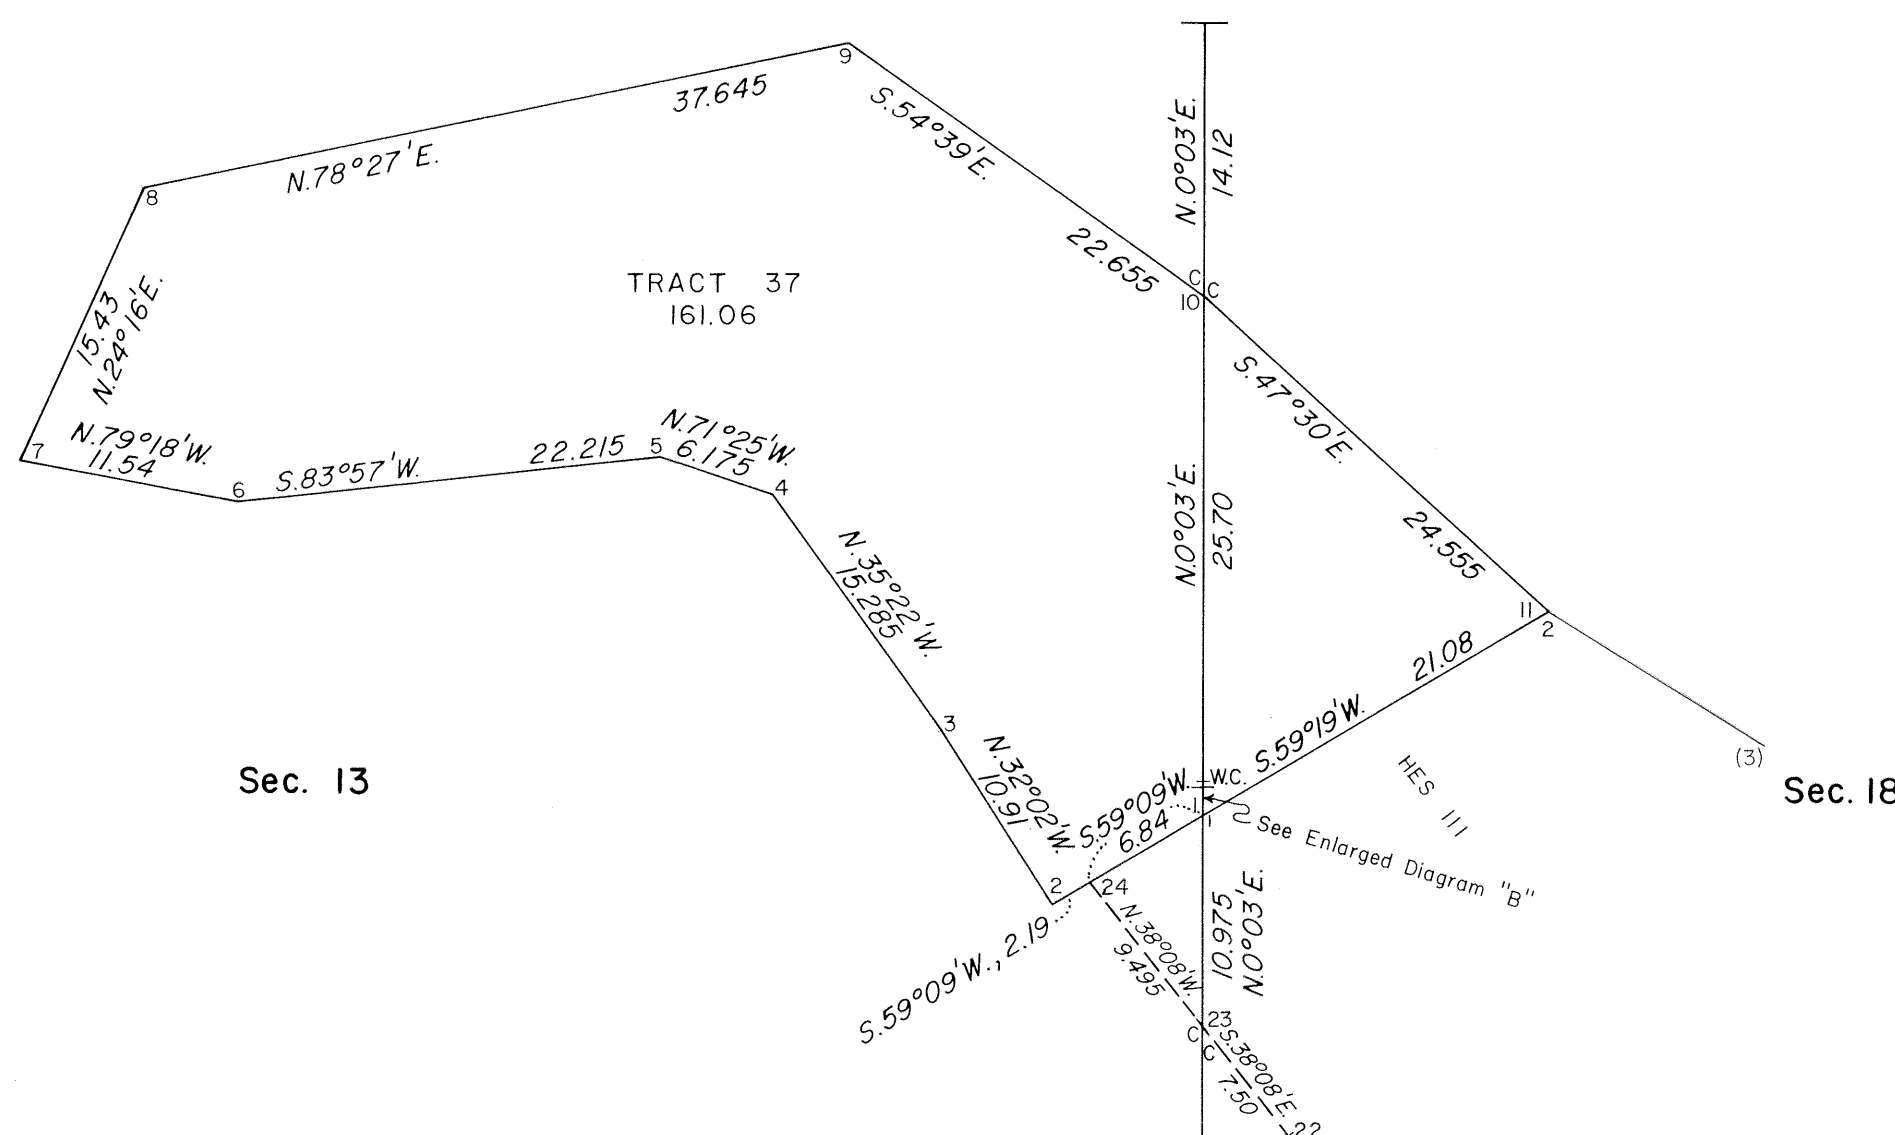 9
37.645
N.78°27'E.
8
S.54°39'E.
22.655
N.0°03'E.
14.12
C
C
10
TRACT 37
161.06
15.43
N.24°16'E.
7
N.79°18'W.
11.54
6
S.83°57'W.
22.215
5
N.71°25'W.
6.175
4
S.47°30'E.
24.555
N.0°03'E.
25.70
N.35°22'W.
15.285
11
2
21.08
S.59°19'W.
3
(3)
Sec. 13
Sec. 18
HES 111
N.32°02'W.
10.91
W.C.
1
1
S.59°09'W.
6.84
See Enlarged Diagram "B"
2
24
S.59°09'W., 2.19
10.975
N.0°03'E.
N.38°08'W.
9.495
23
C
C
S.38°08'E.
7.50
22